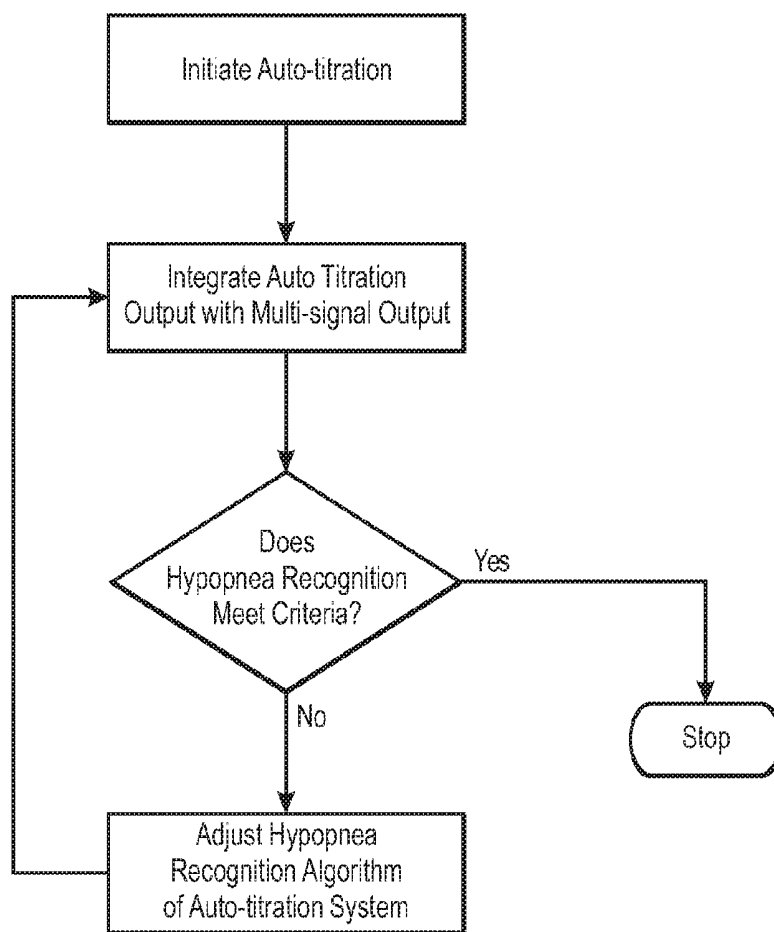 Initiate Auto-titration
Integrate Auto Titration
Output with Multi-signal Output
Does
Hypopnea Recognition
Meet Criteria?
Yes
No
Stop
Adjust Hypopnea
Recognition Algorithm
of Auto-titration System